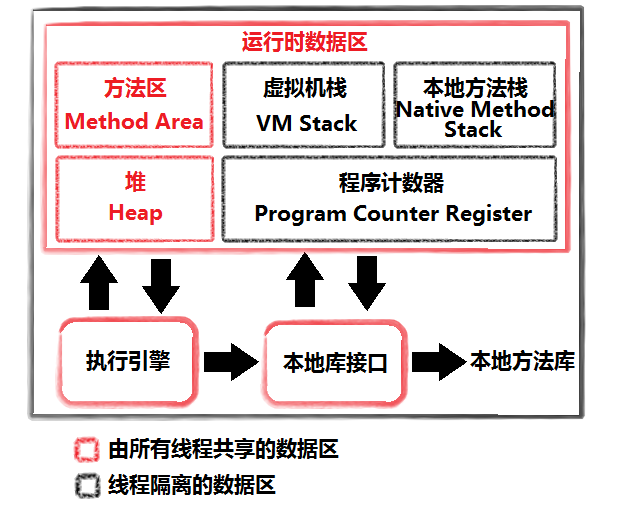 运行时数据区
方法区
Method Area
虚拟机栈
VM Stack
本地方法栈
Native Method
Stack
堆
Heap
程序计数器
Program Counter Register
执行引擎
本地库接口
本地方法库
由所有线程共享的数据区
线程隔离的数据区